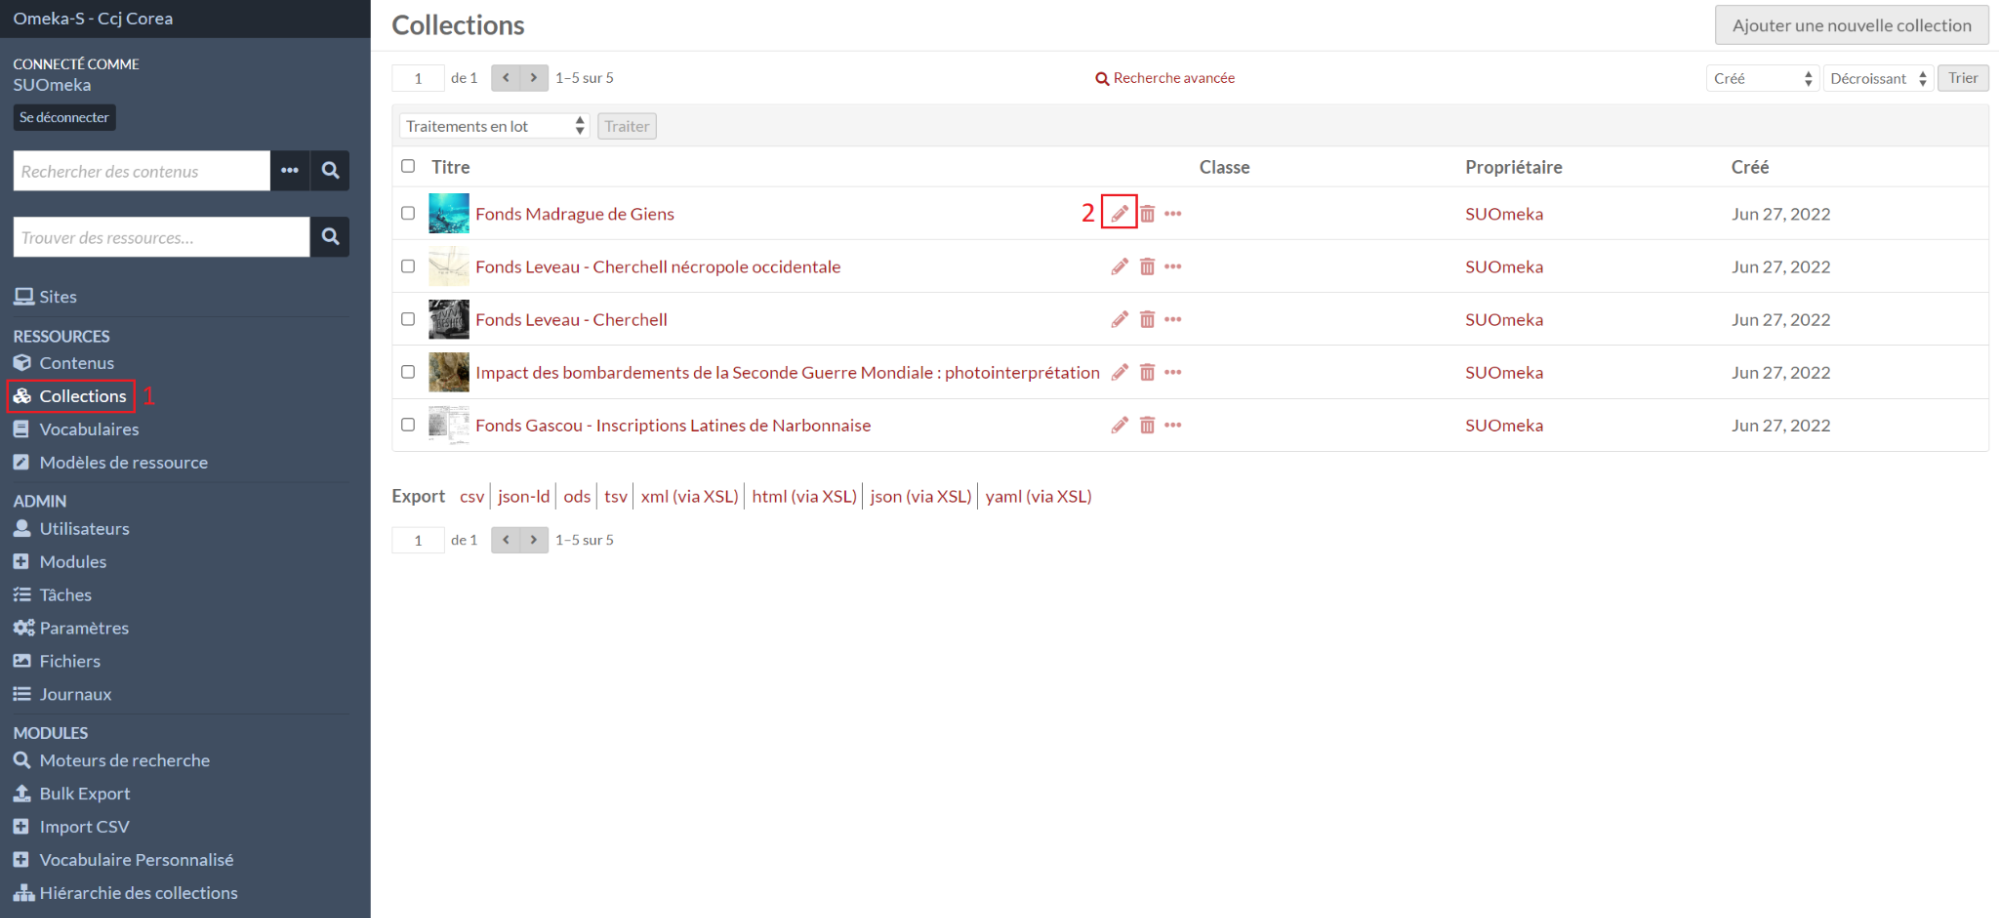 Omeka-S - Ccj Corea
CONNECTÉ COMME
SUOmeka
Se déconnecter
Rechercher des contenus
Trouver des ressources...
Sites
RESSOURCES
Contenus
Collections 1
Vocabulaires
Modèles de ressource
ADMIN
Utilisateurs
Modules
Tâches
Paramètres
Fichiers
Journaux
MODULES
Moteurs de recherche
Bulk Export
Import CSV
Vocabulaire Personnalisé
Hiérarchie des collections
Collections
Ajouter une nouvelle collection
1 de 1 < > 1–5 sur 5
Recherche avancée
Créé Décroissant Trier
Traitements en lot Traiter
Titre Classe Propriétaire Créé
Fonds Madrague de Giens 2 SUOmeka Jun 27, 2022
Fonds Leveau - Cherchell nécropole occidentale SUOmeka Jun 27, 2022
Fonds Leveau - Cherchell SUOmeka Jun 27, 2022
Impact des bombardements de la Seconde Guerre Mondiale : photointerprétation SUOmeka Jun 27, 2022
Fonds Gascou - Inscriptions Latines de Narbonnaise SUOmeka Jun 27, 2022
Export csv json-ld ods tsv xml (via XSL) html (via XSL) json (via XSL) yaml (via XSL)
1 de 1 < > 1–5 sur 5